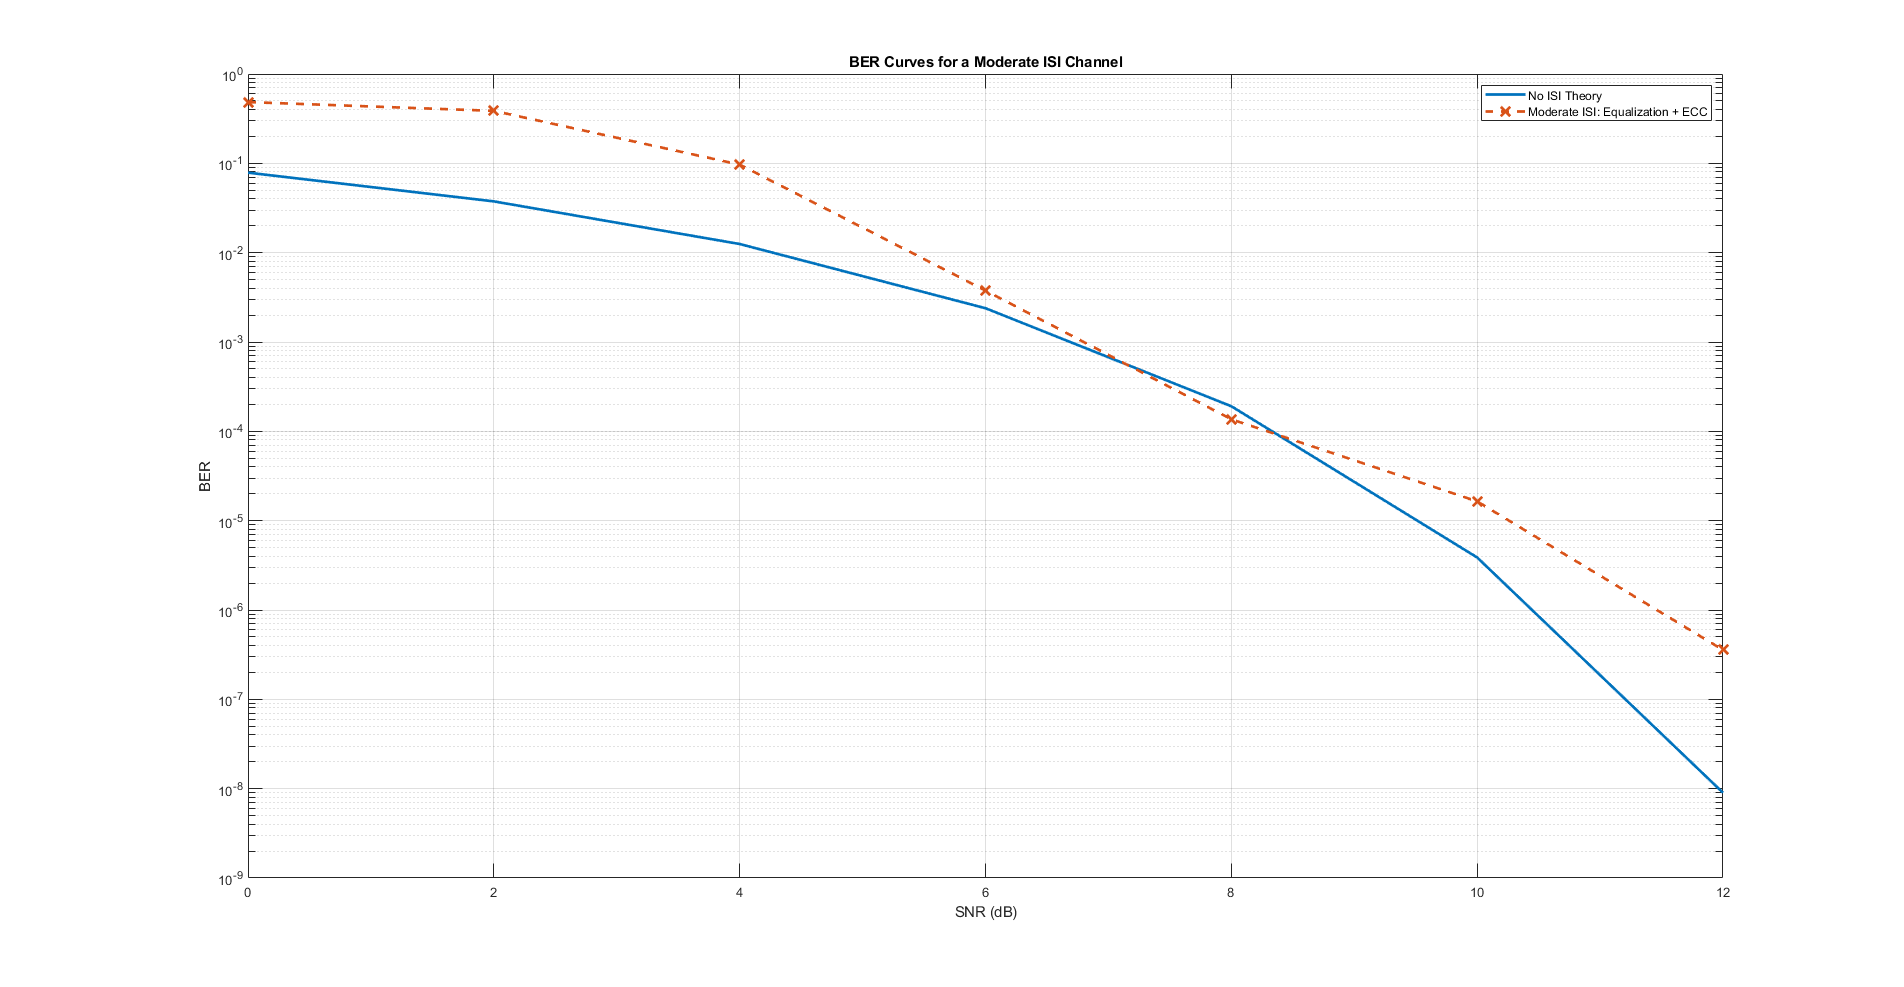 BER Curves for a Moderate ISI Channel
No ISI Theory
Moderate ISI: Equalization + ECC
10^0
10^-1
10^-2
10^-3
10^-4
10^-5
10^-6
10^-7
10^-8
10^-9
BER
0 2 4 6 8 10 12
SNR (dB)